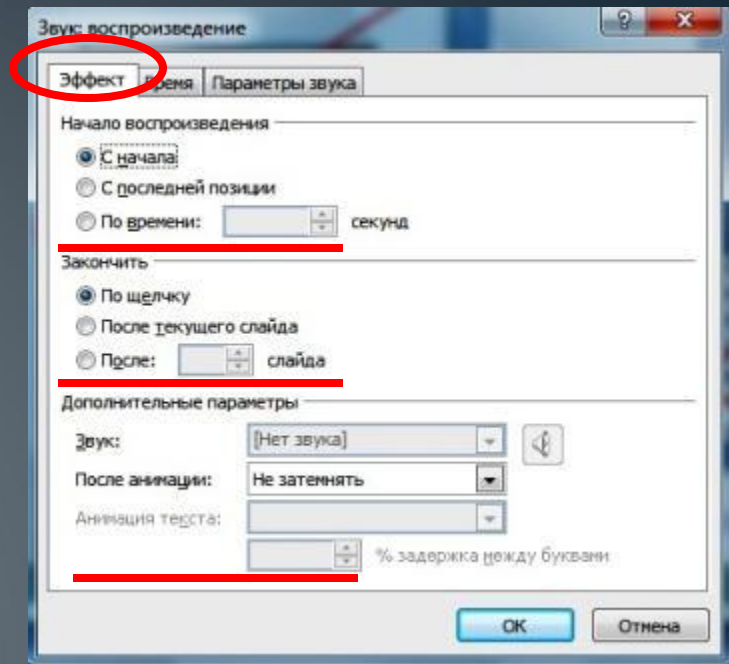 Звук: воспроизведение
Эффект Время Параметры звука
Начало воспроизведения
С начала
С последней позиции
По времени: секунд
Закончить
По щелчку
После текущего слайда
После: слайда
Дополнительные параметры
Звук: [Нет звука]
После анимации: Не затемнять
Анимация текста:
% задержка между буквами
ОК Отмена